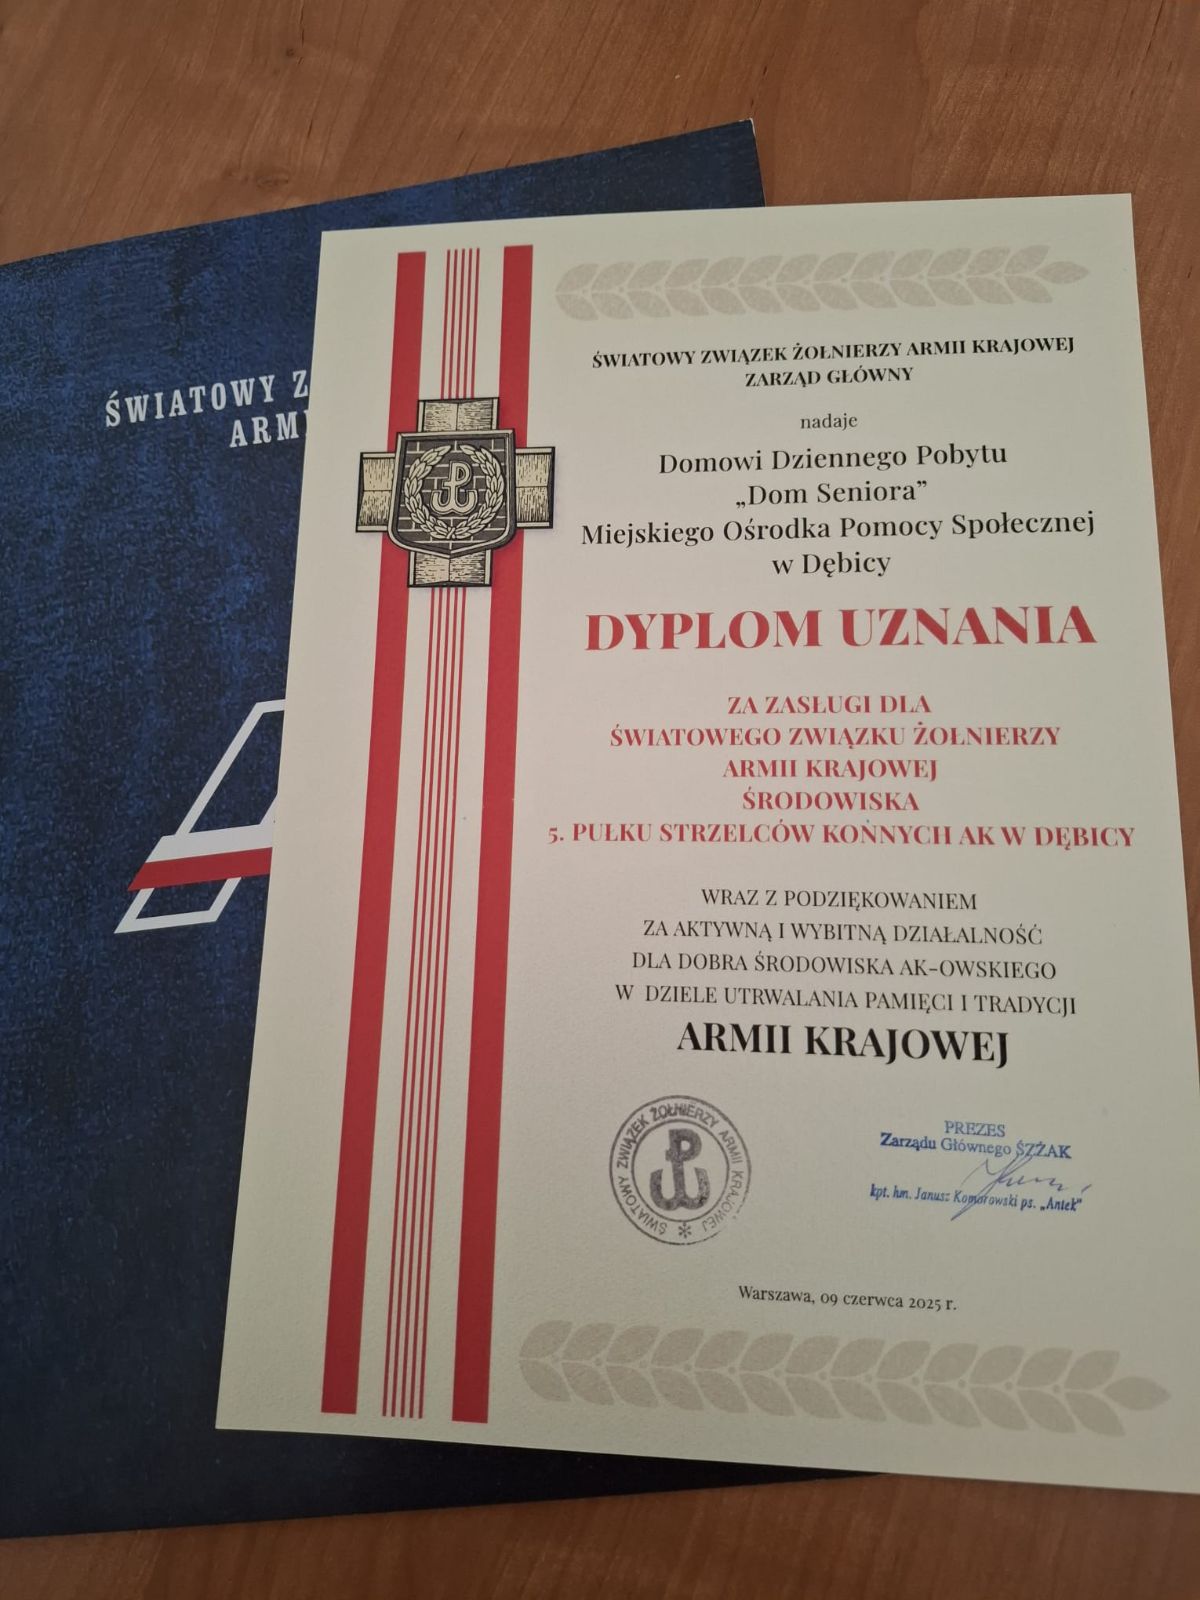 ŚWIATOWY Z
ARMI
ŚWIATOWY ZWIĄZEK ŻOŁNIERZY ARMII KRAJOWEJ
ZARZĄD GŁÓWNY
nadaje
Domowi Dziennego Pobytu
„Dom Seniora”
Miejskiego Ośrodka Pomocy Społecznej
w Dębicy
DYPLOM UZNANIA
ZA ZASŁUGI DLA
ŚWIATOWEGO ZWIĄZKU ŻOŁNIERZY
ARMII KRAJOWEJ
ŚRODOWISKA
5. PUŁKU STRZELCÓW KONNYCH AK W DĘBICY
WRAZ Z PODZIĘKOWANIEM
ZA AKTYWNĄ I WYBITNĄ DZIAŁALNOŚĆ
DLA DOBRA ŚRODOWISKA AK-OWSKIEGO
W DZIELE UTRWALANIA PAMIĘCI I TRADYCJI
ARMII KRAJOWEJ
ŚWIATOWY ZWIĄZEK ŻOŁNIERZY ARMII KRAJOWEJ
PREZES
Zarządu Głównego ŚZŻAK
kpt. hm. Janusz Komorowski ps. „Antek”
Warszawa, 09 czerwca 2025 r.